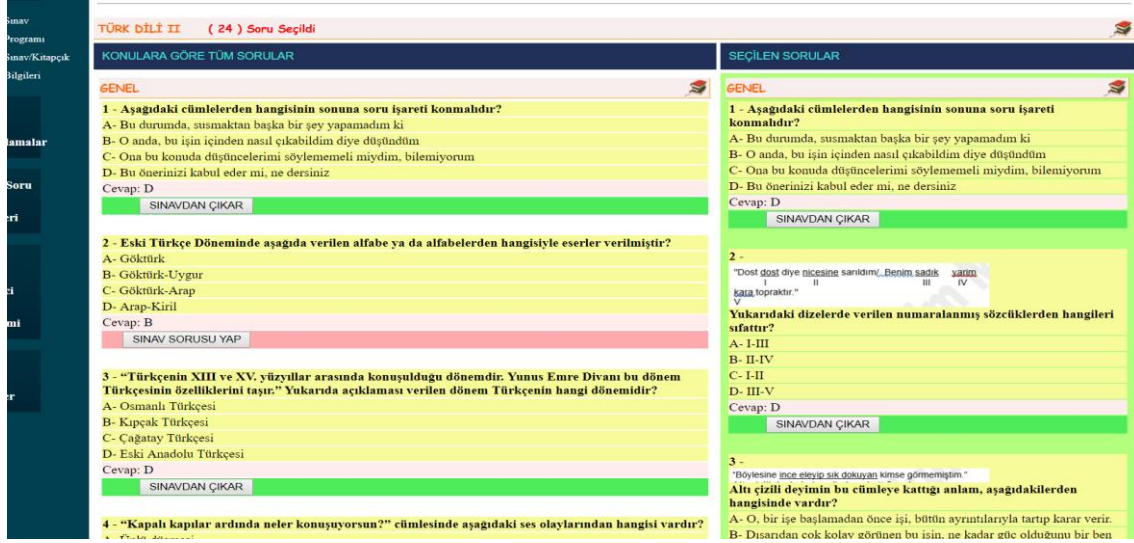 Sınav
Programı
Sınav/Kitapçık
Bilgileri
Soru
TÜRK DİLİ II ( 24 ) Soru Seçildi
KONULARA GÖRE TÜM SORULAR
GENEL
1 - Aşağıdaki cümlelerden hangisinin sonuna soru işareti konmalıdır?
A- Bu durumda, susmaktan başka bir şey yapamadım ki
B- O anda, bu işin içinden nasıl çıkabildim diye düşündüm
C- Ona bu konuda düşüncelerimi söylememeli miydim, bilemiyorum
D- Bu önerinizi kabul eder mi, ne dersiniz
Cevap: D
SINAVDAN ÇIKAR
2 - Eski Türkçe Döneminde aşağıda verilen alfabe ya da alfabelerden hangisiyle eserler verilmiştir?
A- Göktürk
B- Göktürk-Uygur
C- Göktürk-Arap
D- Arap-Kiril
Cevap: B
SINAV SORUSU YAP
3 - “Türkçenin XIII ve XV. yüzyıllar arasında konuşulduğu dönemdir. Yunus Emre Divanı bu dönem
Türkçesinin özelliklerini taşır.” Yukarıda açıklaması verilen dönem Türkçenin hangi dönemidir?
A- Osmanlı Türkçesi
B- Kıpçak Türkçesi
C- Çağatay Türkçesi
D- Eski Anadolu Türkçesi
Cevap: D
SINAVDAN ÇIKAR
4 - “Kapalı kapılar ardında neler konuşuyorsun?” cümlesinde aşağıdaki ses olaylarından hangisi vardır?
SEÇİLEN SORULAR
GENEL
1 - Aşağıdaki cümlelerden hangisinin sonuna soru işareti
konmalıdır?
A- Bu durumda, susmaktan başka bir şey yapamadım ki
B- O anda, bu işin içinden nasıl çıkabildim diye düşündüm
C- Ona bu konuda düşüncelerimi söylememeli miydim, bilemiyorum
D- Bu önerinizi kabul eder mi, ne dersiniz
Cevap: D
SINAVDAN ÇIKAR
2 -
"Dost dost diye nicesine sarıldım/ Benim sadık yarim
I II III IV
kara topraktır."
V
Yukarıdaki dizelerde verilen numaralanmış sözcüklerden hangileri
sıfattır?
A- I-III
B- II-IV
C- I-II
D- III-V
Cevap: D
SINAVDAN ÇIKAR
3 -
"Böylesine ince eleyip sık dokuyan kimse görmemiştim."
Altı çizili deyimin bu cümleye kattığı anlam, aşağıdakilerden
hangisinde vardır?
A- O, bir işe başlamadan önce işi, bütün ayrıntılarıyla tartıp karar verir.
B- Dışarıdan çok kolay görünen bu işin, ne kadar güç olduğunu bir ben